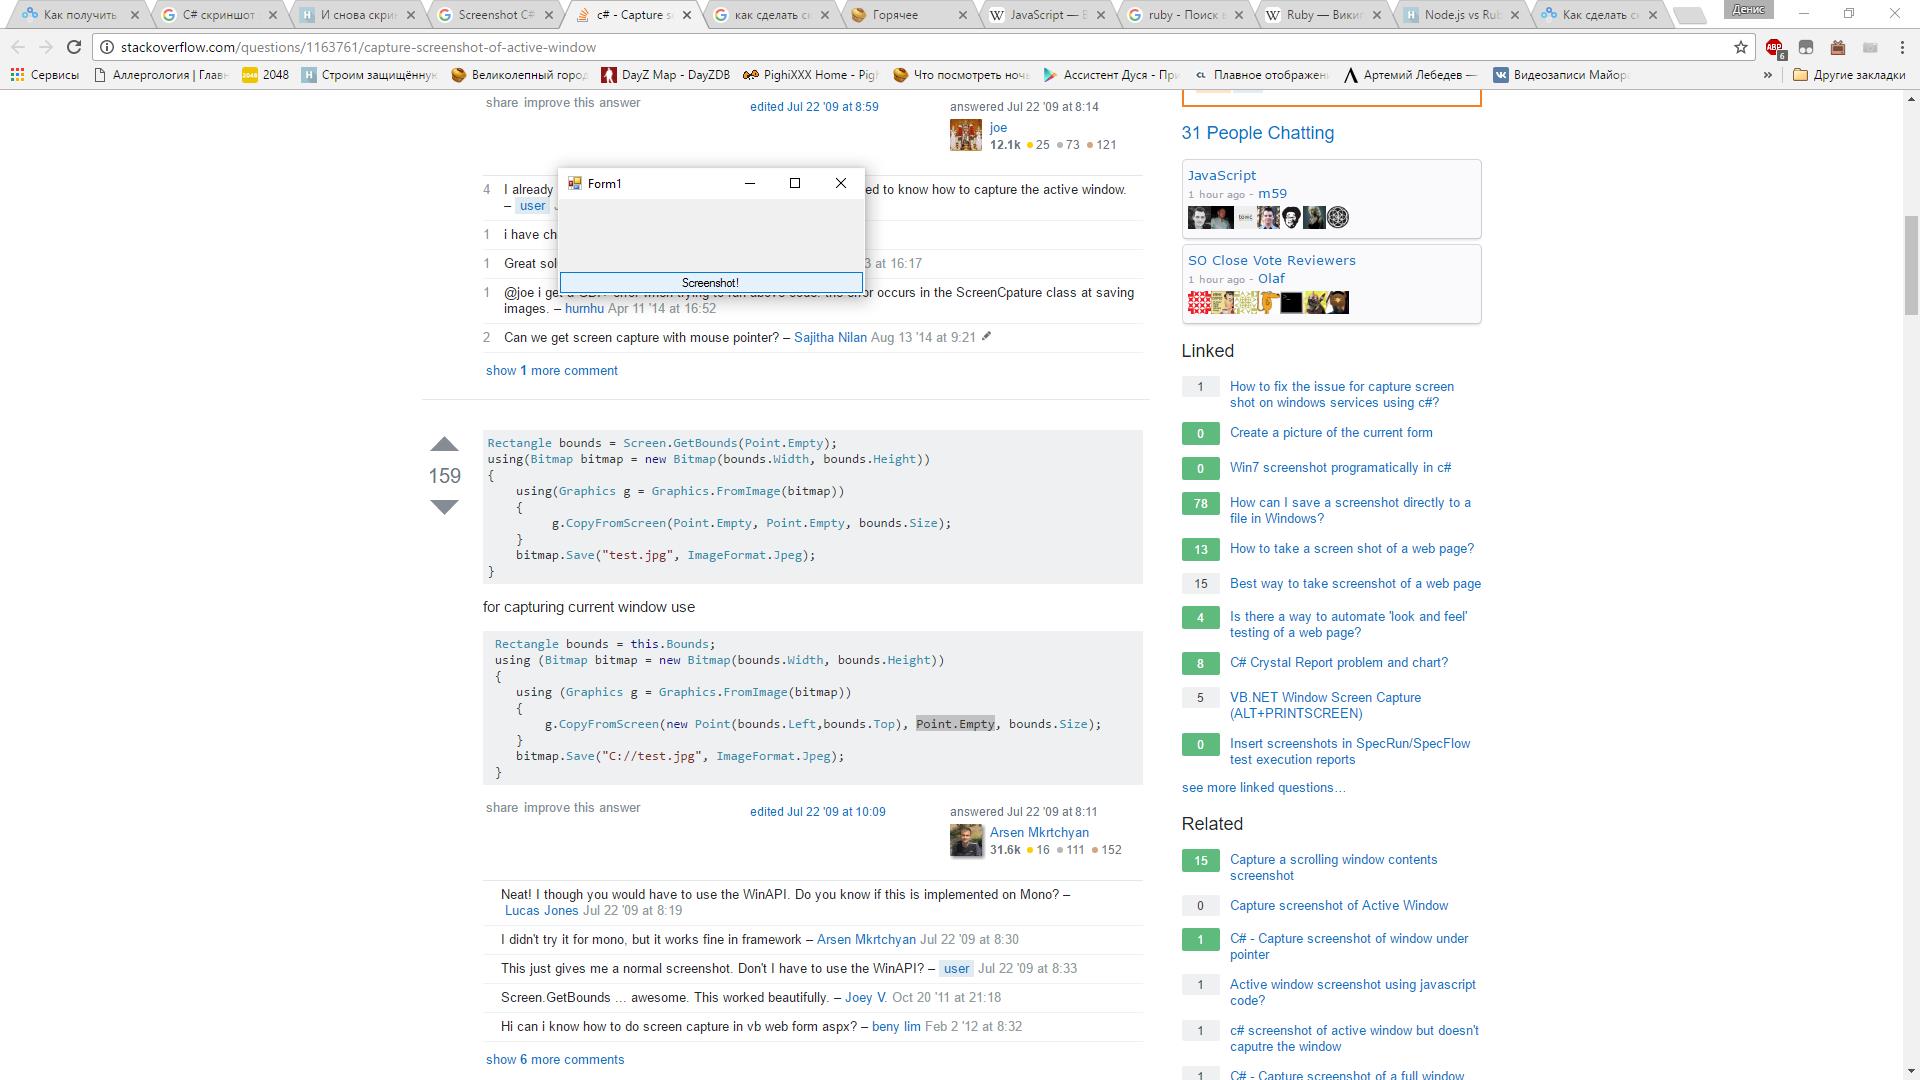 Как получить
C# скриншот
И снова скрин
Screenshot C#
c# - Capture s
как сделать с
Горячее
JavaScript — В
ruby - Поиск в
Ruby — Викип
Node.js vs Rub
Как сделать с
Денис
stackoverflow.com/questions/1163761/capture-screenshot-of-active-window
ABP
6
Сервисы
Аллергология | Глав
2048
Строим защищённу
Великолепный город
DayZ Map - DayZDB
PighiXXX Home - Pig
Что посмотреть ноч
Ассистент Дуся - Пр
Плавное отображен
Артемий Лебедев —
Видеозаписи Майор
»
Другие закладки
share improve this answer
edited Jul 22 '09 at 8:59
answered Jul 22 '09 at 8:14
joe
12.1k 25 73 121
Form1
Screenshot!
4 I already
ed to know how to capture the active window.
– user
1 i have ch
1 Great sol
3 at 16:17
1 @joe i get a GDI+ error when trying to run above code. the error occurs in the ScreenCpature class at saving
images. – hurnhu Apr 11 '14 at 16:52
2 Can we get screen capture with mouse pointer? – Sajitha Nilan Aug 13 '14 at 9:21
show 1 more comment
159
Rectangle bounds = Screen.GetBounds(Point.Empty);
using(Bitmap bitmap = new Bitmap(bounds.Width, bounds.Height))
{
using(Graphics g = Graphics.FromImage(bitmap))
{
g.CopyFromScreen(Point.Empty, Point.Empty, bounds.Size);
}
bitmap.Save("test.jpg", ImageFormat.Jpeg);
}
for capturing current window use
Rectangle bounds = this.Bounds;
using (Bitmap bitmap = new Bitmap(bounds.Width, bounds.Height))
{
using (Graphics g = Graphics.FromImage(bitmap))
{
g.CopyFromScreen(new Point(bounds.Left,bounds.Top), Point.Empty, bounds.Size);
}
bitmap.Save("C://test.jpg", ImageFormat.Jpeg);
}
share improve this answer
edited Jul 22 '09 at 10:09
answered Jul 22 '09 at 8:11
Arsen Mkrtchyan
31.6k 16 111 152
Neat! I though you would have to use the WinAPI. Do you know if this is implemented on Mono? –
Lucas Jones Jul 22 '09 at 8:19
I didn't try it for mono, but it works fine in framework – Arsen Mkrtchyan Jul 22 '09 at 8:30
This just gives me a normal screenshot. Don't I have to use the WinAPI? – user Jul 22 '09 at 8:33
Screen.GetBounds ... awesome. This worked beautifully. – Joey V. Oct 20 '11 at 21:18
Hi can i know how to do screen capture in vb web form aspx? – beny lim Feb 2 '12 at 8:32
show 6 more comments
31 People Chatting
JavaScript
1 hour ago - m59
SO Close Vote Reviewers
1 hour ago - Olaf
Linked
1 How to fix the issue for capture screen
shot on windows services using c#?
0 Create a picture of the current form
0 Win7 screenshot programatically in c#
78 How can I save a screenshot directly to a
file in Windows?
13 How to take a screen shot of a web page?
15 Best way to take screenshot of a web page
4 Is there a way to automate 'look and feel'
testing of a web page?
8 C# Crystal Report problem and chart?
5 VB.NET Window Screen Capture
(ALT+PRINTSCREEN)
0 Insert screenshots in SpecRun/SpecFlow
test execution reports
see more linked questions…
Related
15 Capture a scrolling window contents
screenshot
0 Capture screenshot of Active Window
1 C# - Capture screenshot of window under
pointer
1 Active window screenshot using javascript
code?
1 c# screenshot of active window but doesn't
caputre the window
1 C# - Capture screenshot of a full window